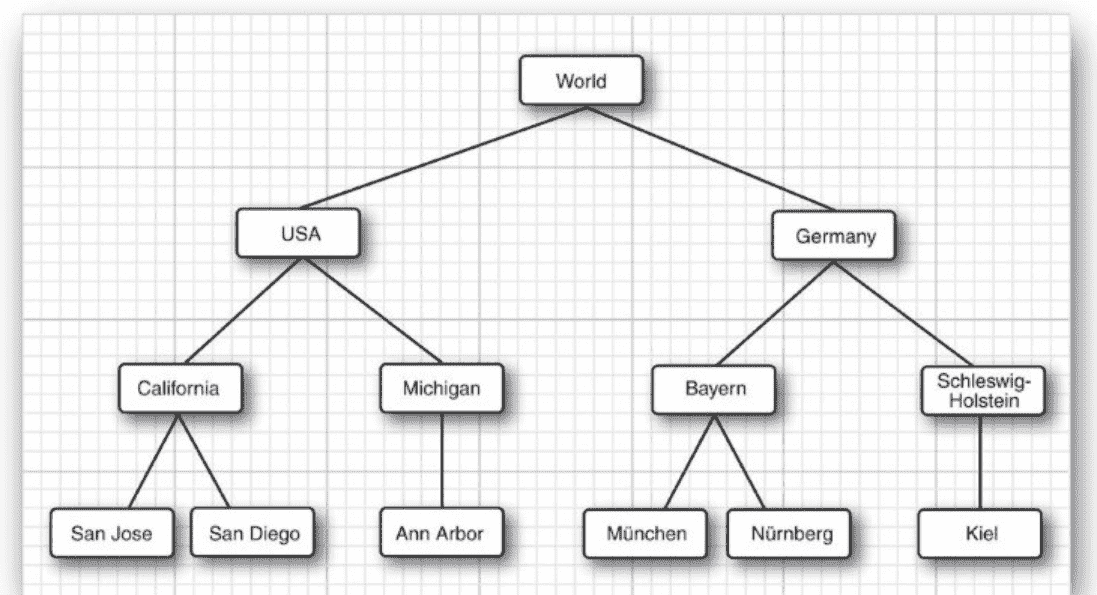 World
USA
Germany
California
Michigan
Bayern
Schleswig-
Holstein
San Jose
San Diego
Ann Arbor
München
Nürnberg
Kiel